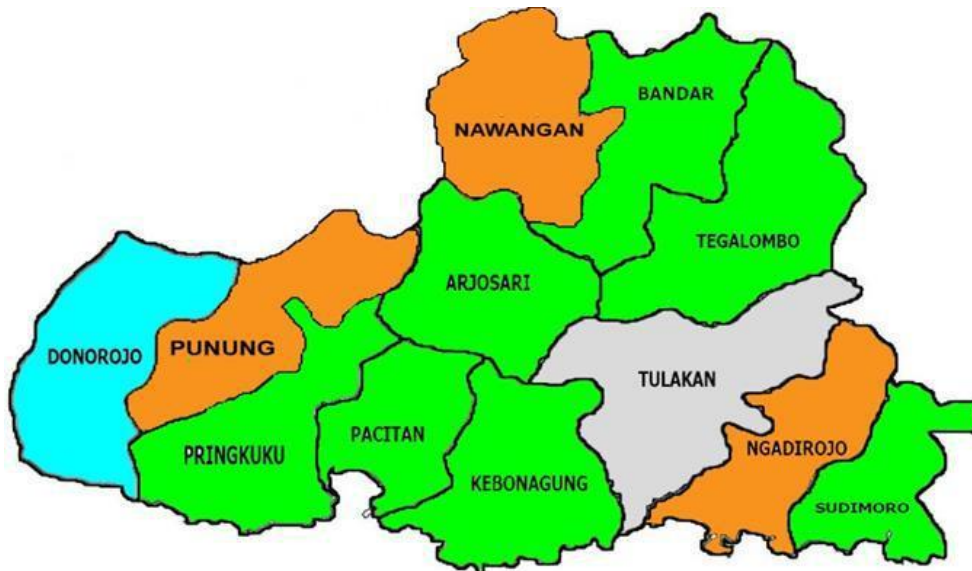 BANDAR
NAWANGAN
TEGALOMBO
ARJOSARI
DONOROJO
PUNUNG
TULAKAN
PACITAN
PRINGKUKU
NGADIROJO
KEBONAGUNG
SUDIMORO